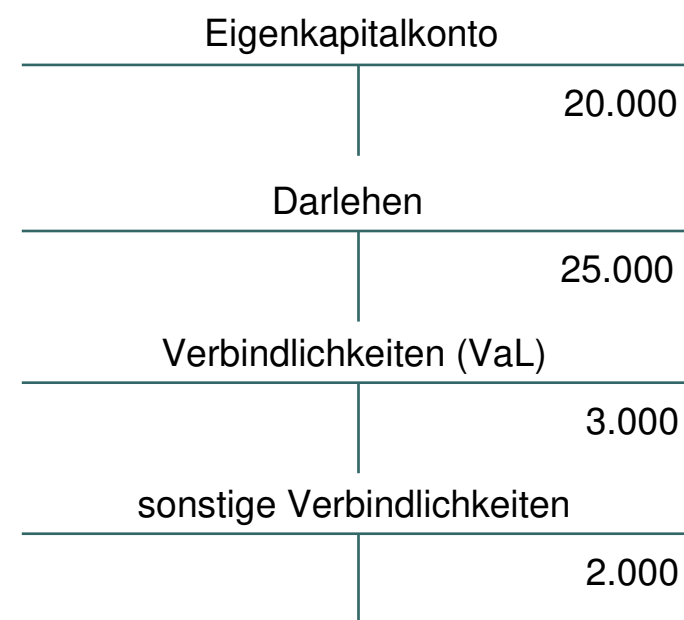 Eigenkapitalkonto
20.000
Darlehen
25.000
Verbindlichkeiten (VaL)
3.000
sonstige Verbindlichkeiten
2.000